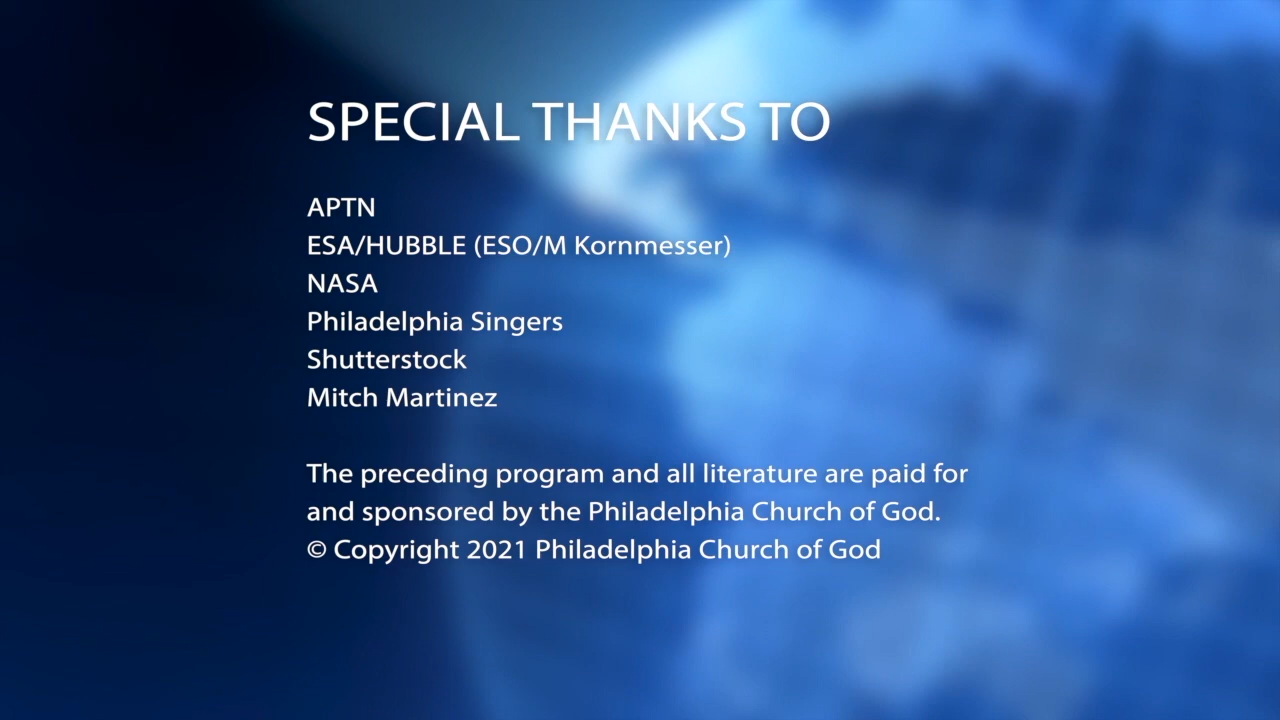 SPECIAL THANKS TO
APTN
ESA/HUBBLE (ESO/M Kornmesser)
NASA
Philadelphia Singers
Shutterstock
Mitch Martinez
The preceding program and all literature are paid for
and sponsored by the Philadelphia Church of God.
© Copyright 2021 Philadelphia Church of God